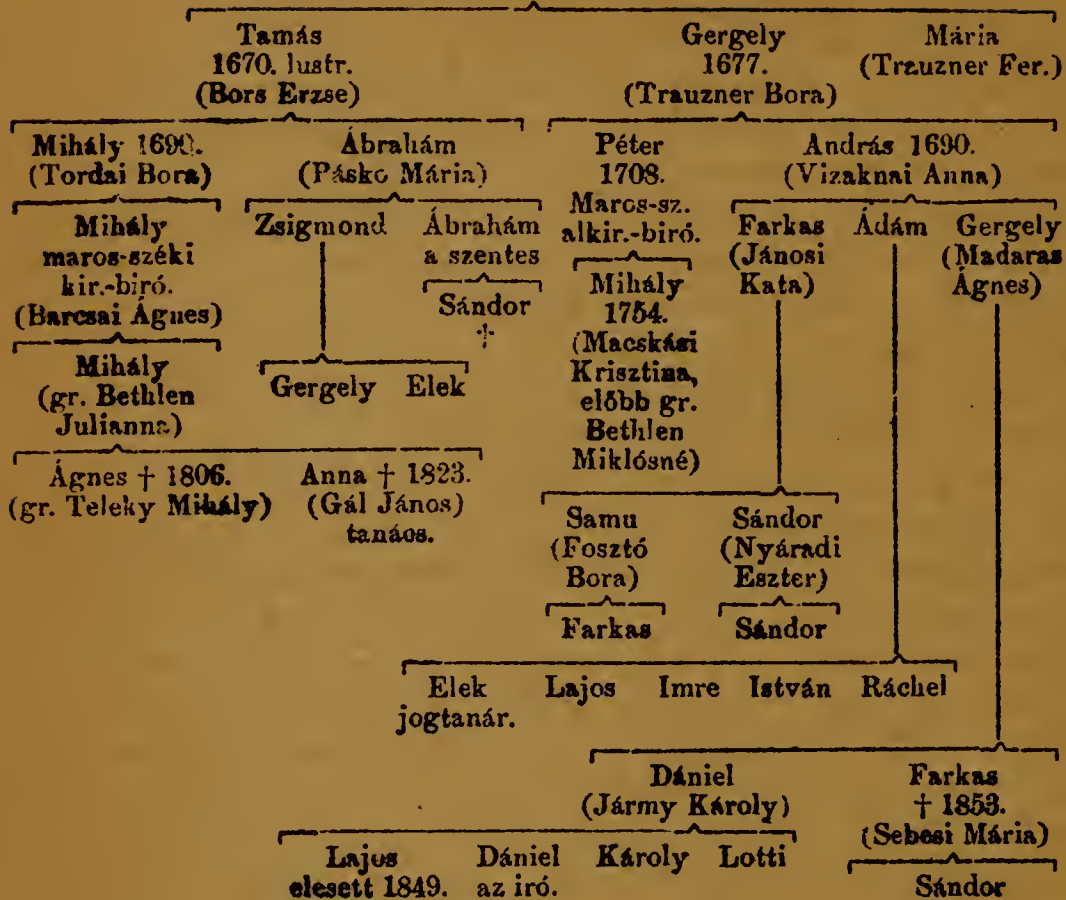 Tamás
1670. lustr.
(Bors Erzse)
Gergely
1677.
(Trauzner Bora)
Mária
(Trauzner Fer.)
Mihály 1690.
(Tordai Bora)
Ábrahám
(Pásko Mária)
Péter
1708.
Maros-sz.
alkir.-biró.
András 1690.
(Vizaknai Anna)
Mihály
maros-széki
kir.-biró.
(Barcsai Ágnes)
Zsigmond
Ábrahám
a szentes
Sándor
†
Mihály
1754.
(Macskási
Krisztina,
előbb gr.
Bethlen
Miklósné)
Farkas
(Jánosi
Kata)
Ádám
Gergely
(Madaras
Ágnes)
Mihály
(gr. Bethlen
Julianna)
Gergely Elek
Ágnes † 1806.
(gr. Teleky Mihály)
Anna † 1823.
(Gál János)
tanács.
Samu
(Fosztó
Bora)
Sándor
(Nyáradi
Eszter)
Farkas
Sándor
Elek
jogtanár.
Lajos Imre István Ráchel
Dániel
(Jármy Károly)
Farkas
† 1853.
(Sebesi Mária)
Lajos
elesett 1849.
Dániel
az iró.
Károly Lotti
Sándor